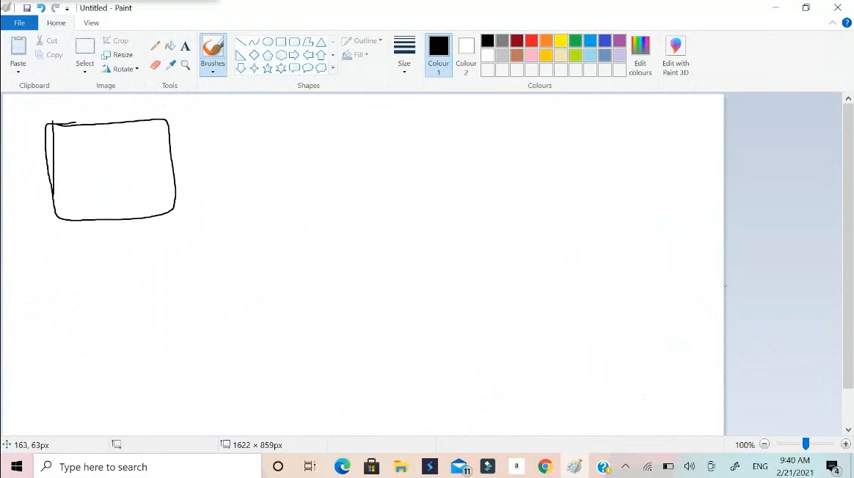 Untitled - Paint
File Home View
Paste
Cut
Copy
Clipboard
Select
Crop
Resize
Rotate
Image
A
Tools
Brushes
Outline
Fill
Shapes
Size
Colour
1
Colour
2
Edit
colours
Edit with
Paint 3D
Colours
163, 63px
1622 × 859px
100%
Type here to search
11
a
ENG
9:40 AM
2/21/2021
4